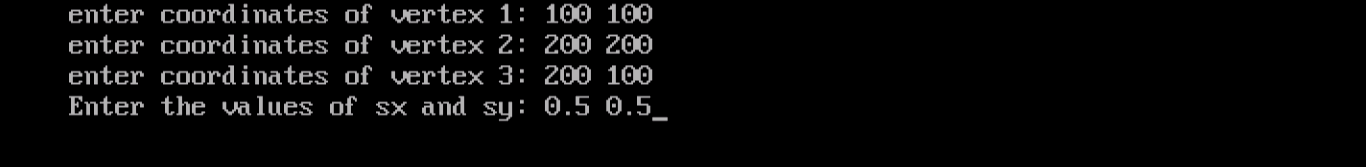 enter coordinates of vertex 1: 100 100
enter coordinates of vertex 2: 200 200
enter coordinates of vertex 3: 200 100
Enter the values of sx and sy: 0.5 0.5_